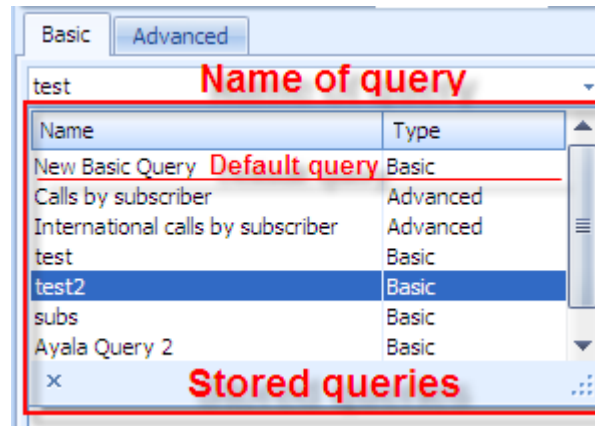 Basic Advanced
test Name of query
Name Type
New Basic Query Default query Basic
Calls by subscriber Advanced
International calls by subscriber Advanced
test Basic
test2 Basic
subs Basic
Ayala Query 2 Basic
× Stored queries